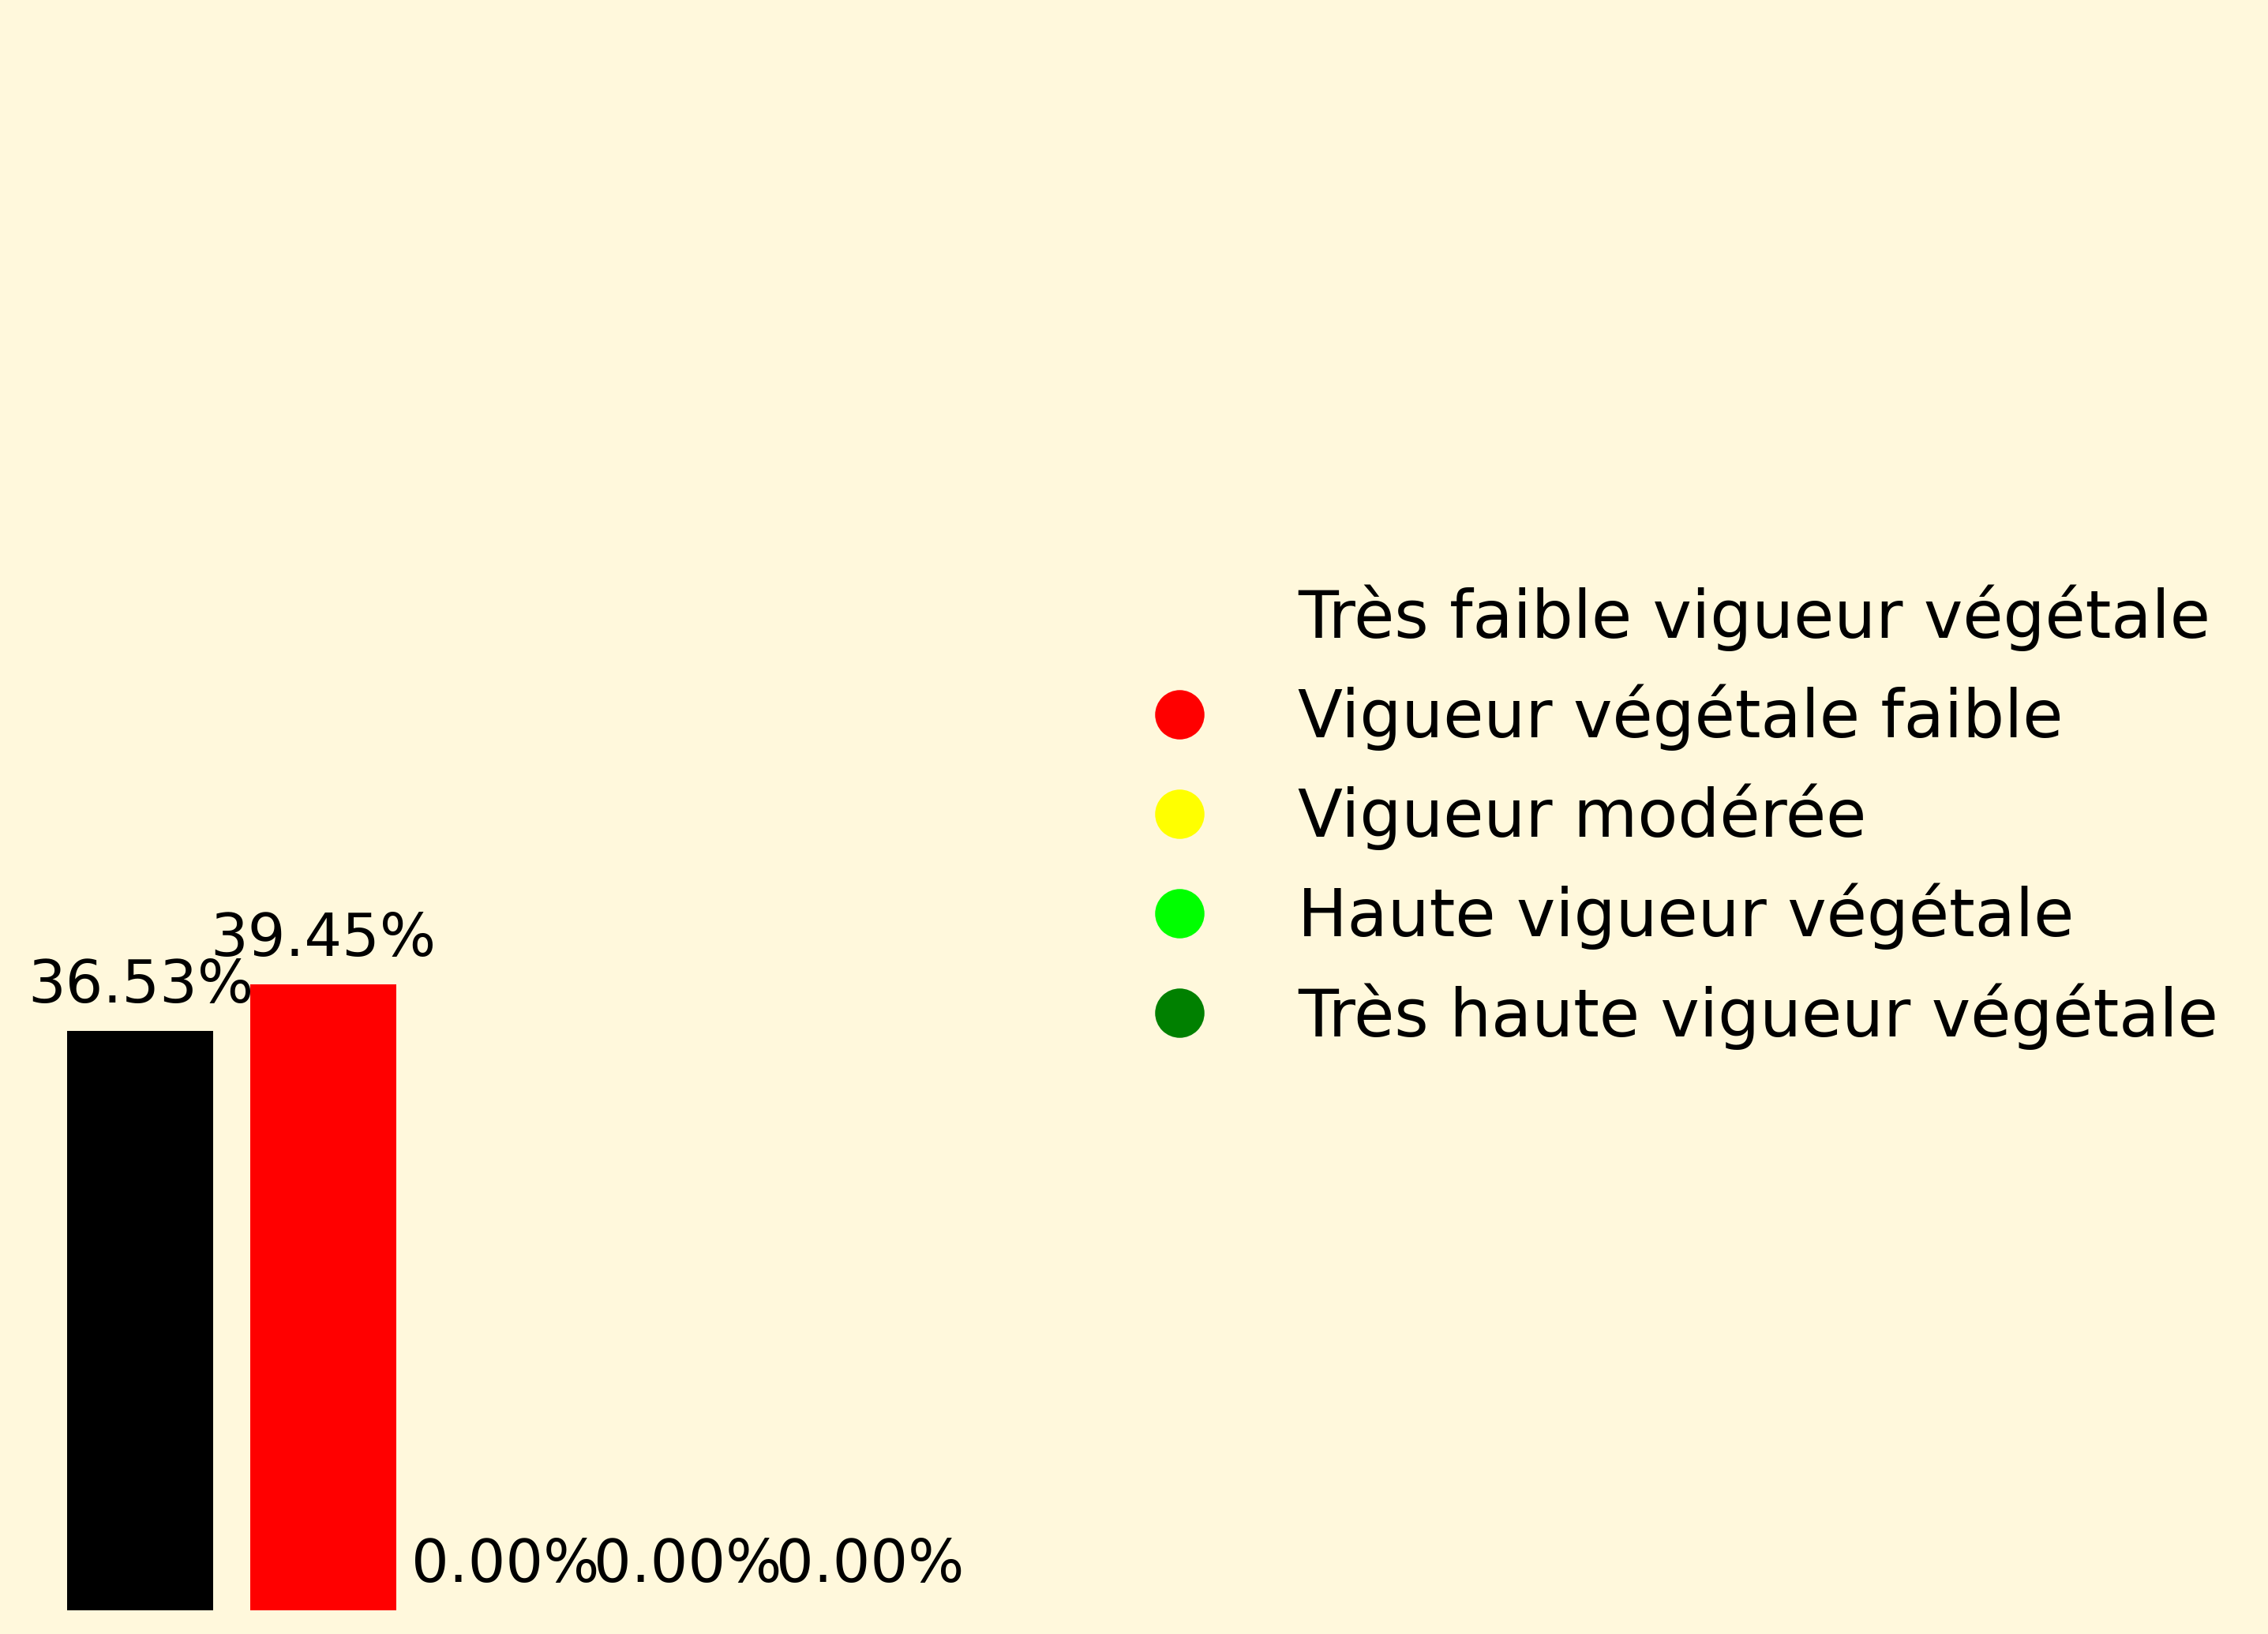 Très faible vigueur végétale
Vigueur végétale faible
Vigueur modérée
Haute vigueur végétale
Très haute vigueur végétale
39.45%
36.53%
0.00% 0.00% 0.00%